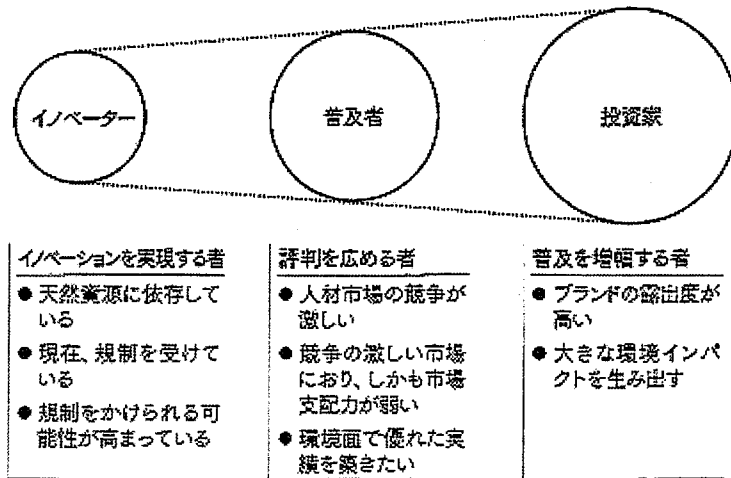 イノベーター
普及者
投資家
イノベーションを実現する者
● 天然資源に依存して
いる
● 現在、規制を受けて
いる
● 規制をかけられる可
能性が高まっている
評判を広める者
● 人材市場の競争が
激しい
● 競争の激しい市場
におり、しかも市場
支配力が弱い
● 環境面で優れた実
績を築きたい
普及を増幅する者
● ブランドの露出度が
高い
● 大きな環境インパ
クトを生み出す